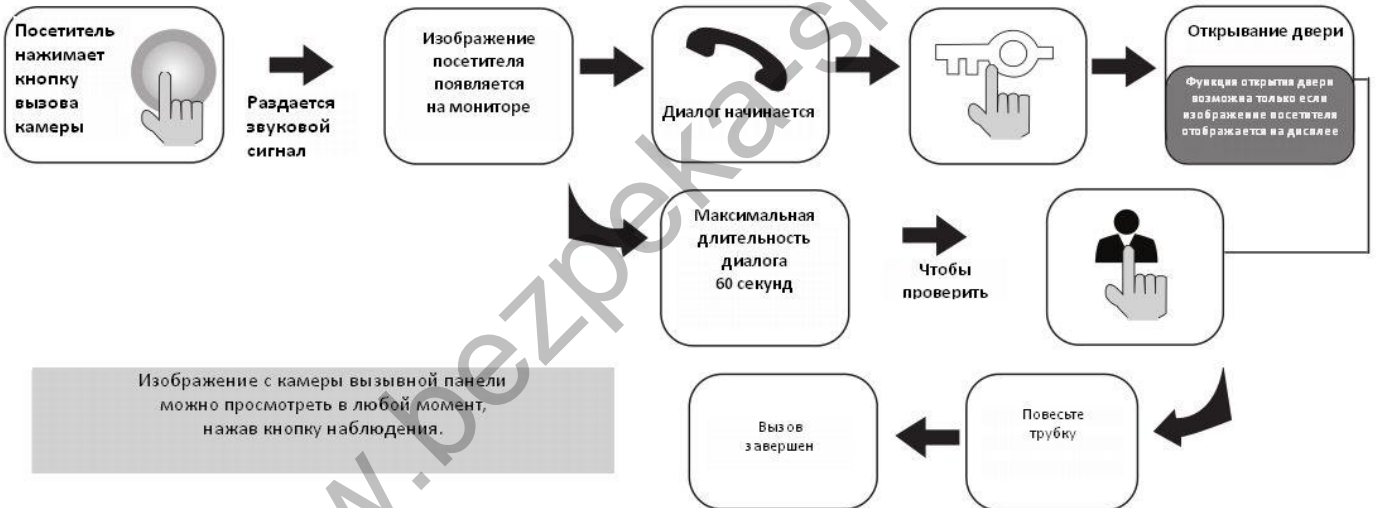 Посетитель
нажимает
кнопку
вызова
камеры
Раздается
звуковой
сигнал
Изображение
посетителя
появляется
на мониторе
Диалог начинается
Открывание двери
Функция открытия двери
возможна только если
изображение посетителя
отображается на дисплее
Максимальная
длительность
диалога
60 секунд
Чтобы
проверить
Изображение с камеры вызывной панели
можно просмотреть в любой момент,
нажав кнопку наблюдения.
Вызов
завершен
Повесьте
трубку